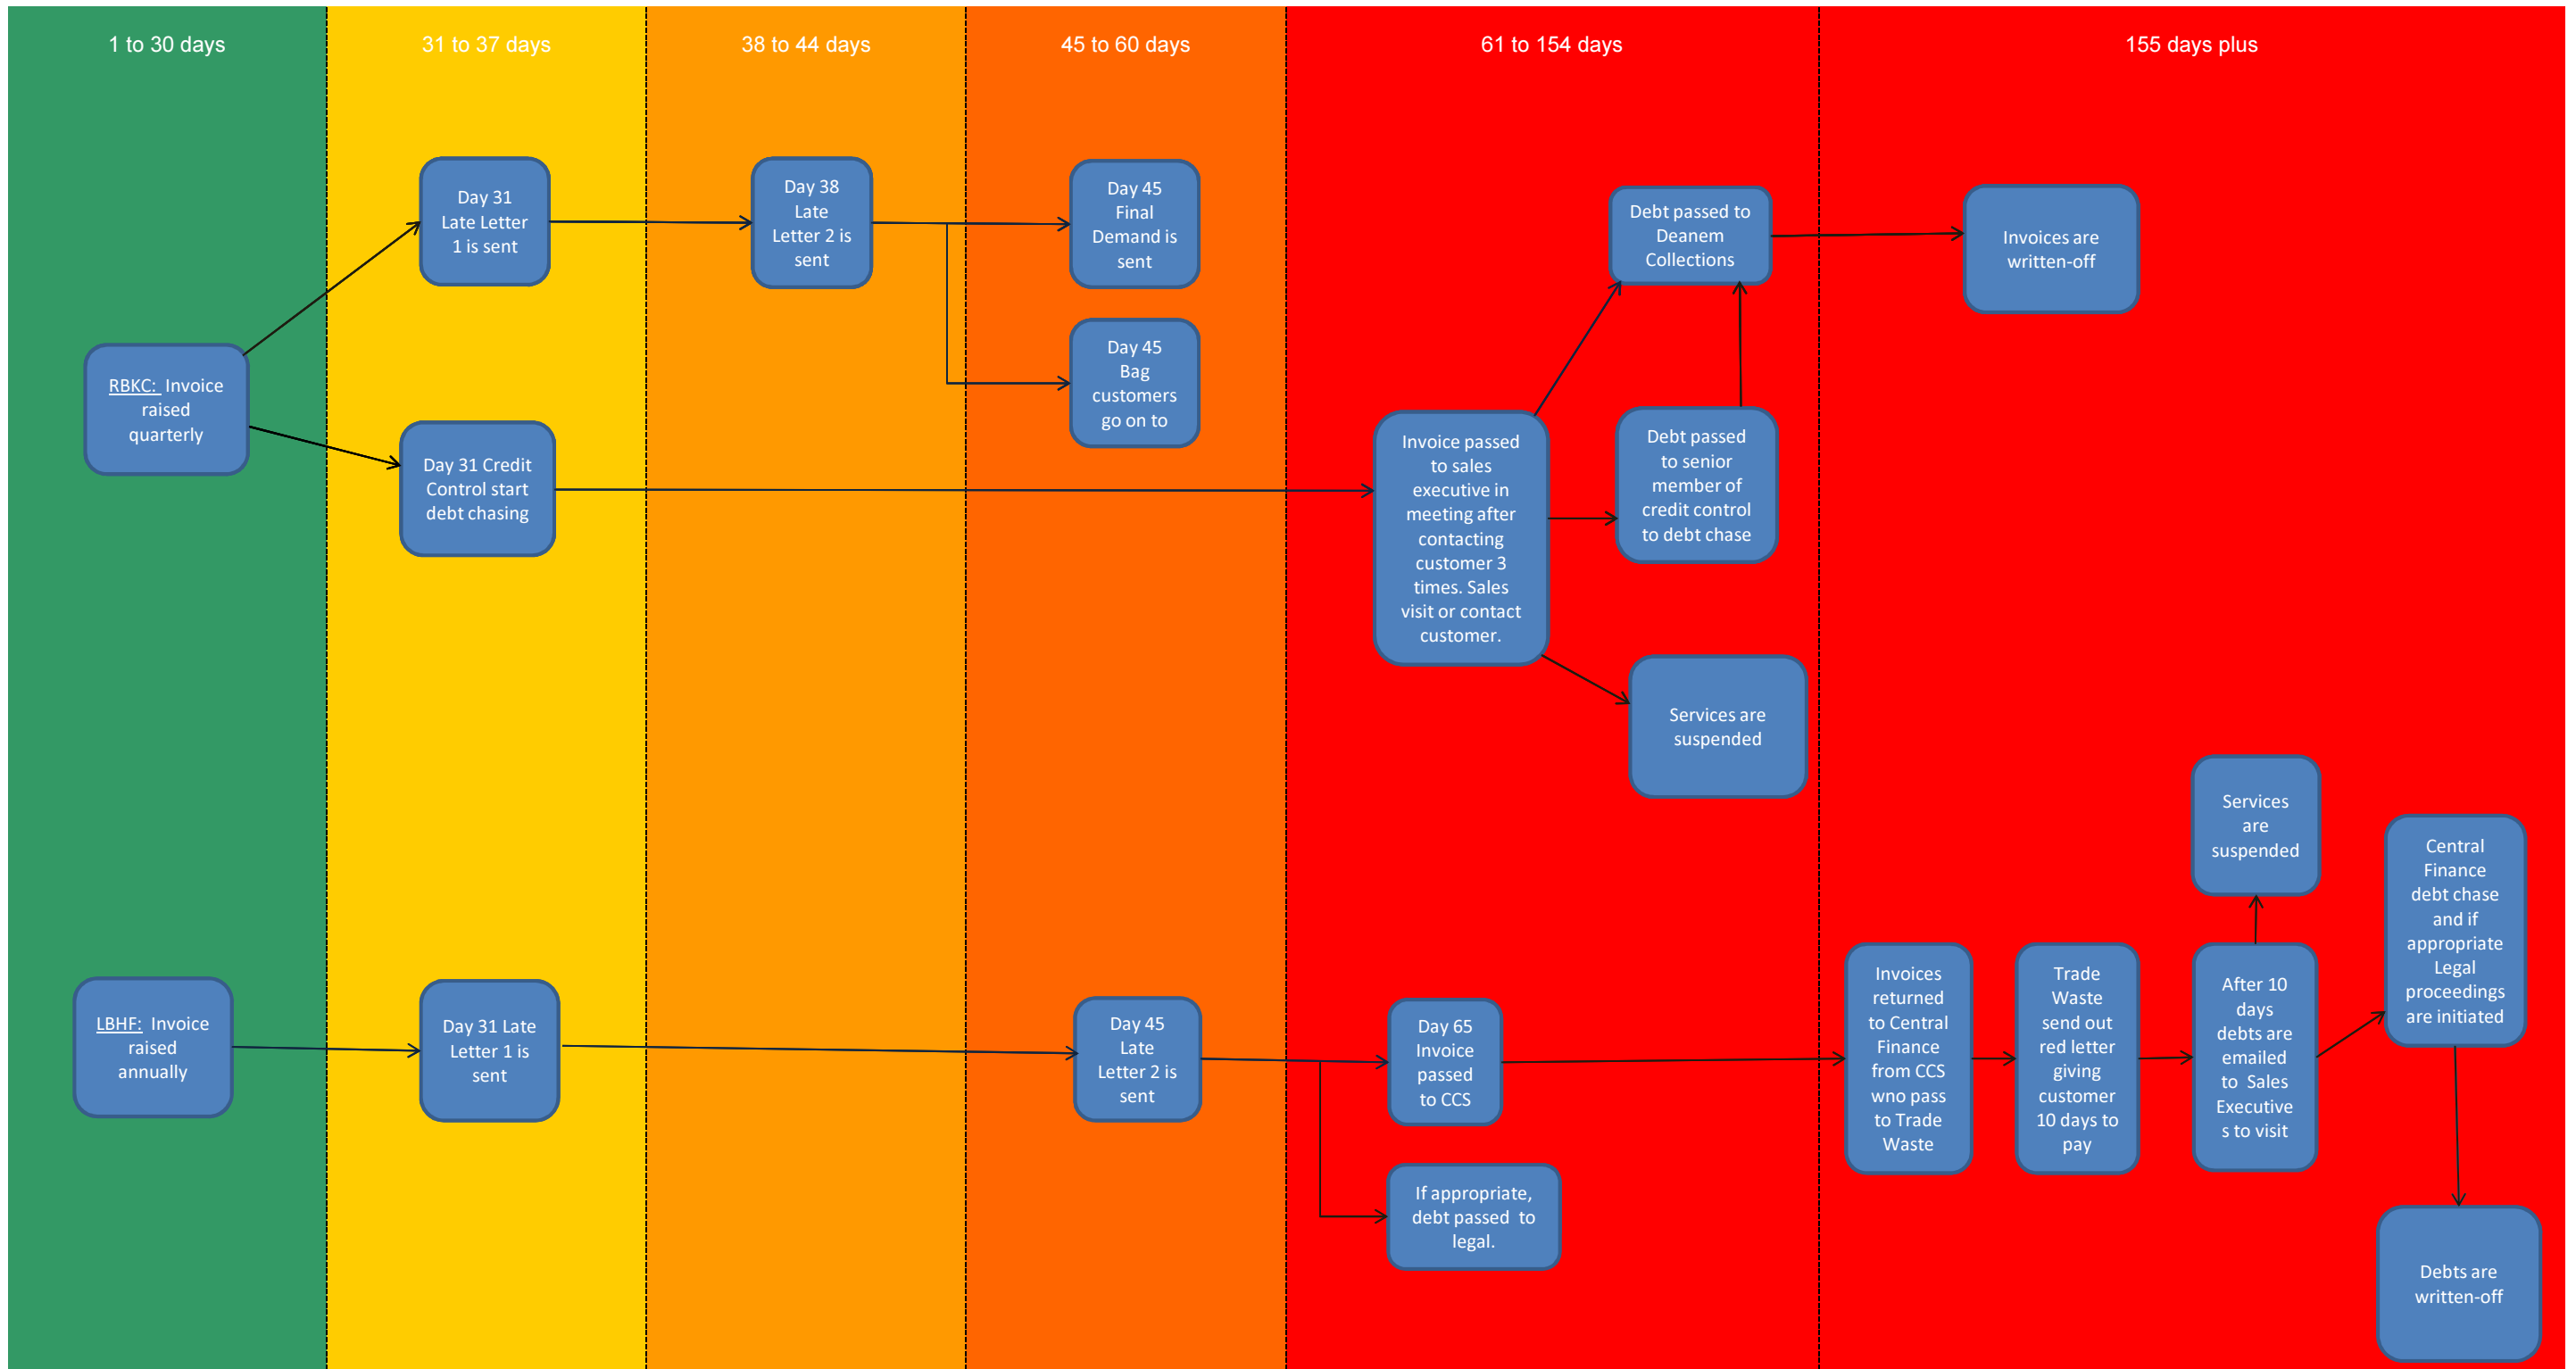 1 to 30 days
31 to 37 days
38 to 44 days
45 to 60 days
61 to 154 days
155 days plus
RBKC: Invoice
raised
quarterly
Day 31
Late Letter
1 is sent
Day 38
Late
Letter 2 is
sent
Day 45
Final
Demand is
sent
Day 45
Bag
customers
go on to
Day 31 Credit
Control start
debt chasing
Invoice passed
to sales
executive in
meeting after
contacting
customer 3
times. Sales
visit or contact
customer.
Debt passed to
Deanem
Collections
Debt passed
to senior
member of
credit control
to debt chase
Services are
suspended
Invoices are
written-off
LBHF: Invoice
raised
annually
Day 31 Late
Letter 1 is
sent
Day 45
Late
Letter 2 is
sent
Day 65
Invoice
passed
to CCS
If appropriate,
debt passed to
legal.
Invoices
returned
to Central
Finance
from CCS
wno pass
to Trade
Waste
Trade
Waste
send out
red letter
giving
customer
10 days to
pay
After 10
days
debts are
emailed
to Sales
Executive
s to visit
Services
are
suspended
Central
Finance
debt chase
and if
appropriate
Legal
proceedings
are initiated
Debts are
written-off